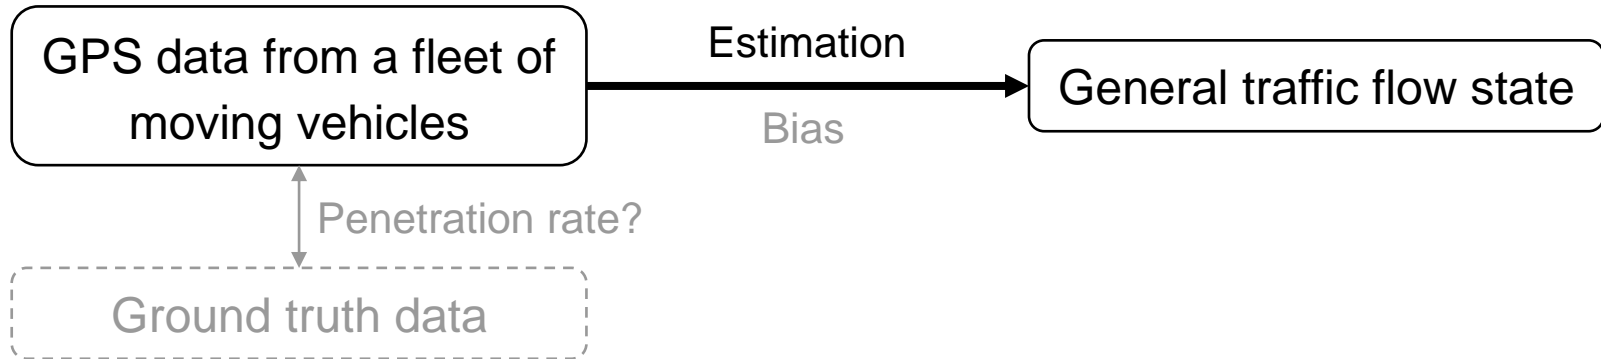 GPS data from a fleet of
moving vehicles
Estimation
Bias
General traffic flow state
Penetration rate?
Ground truth data